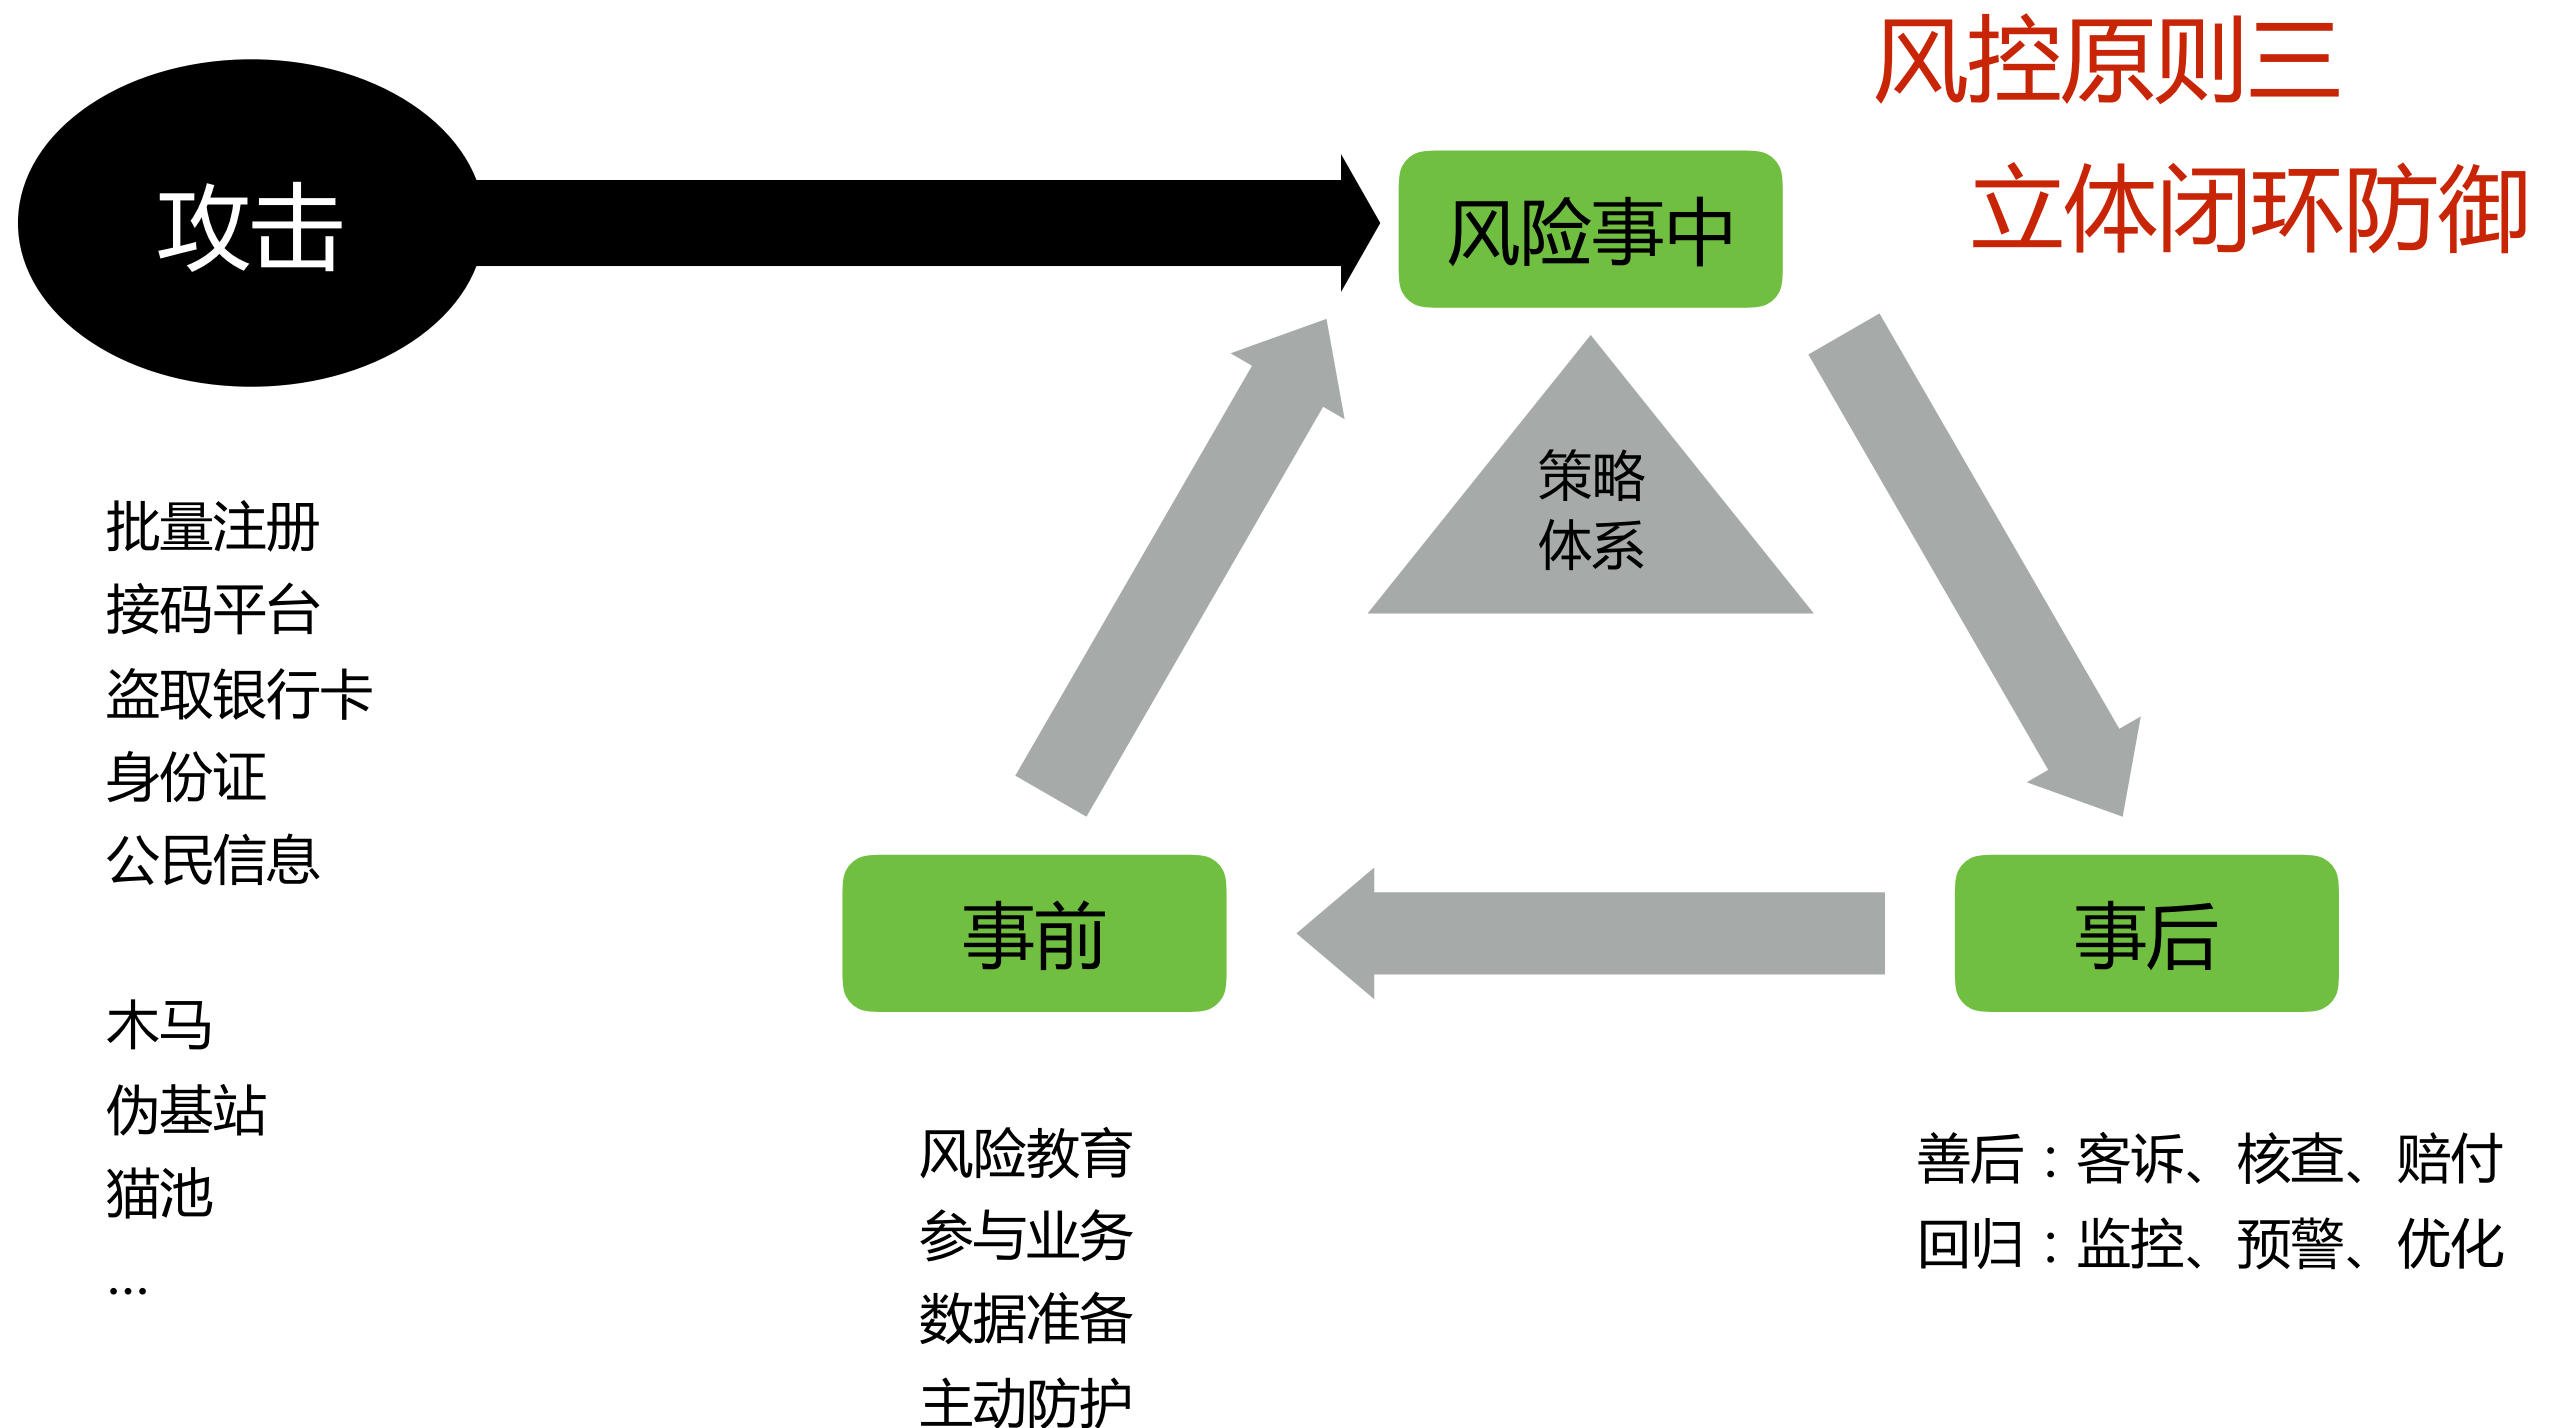 风控原则三
立体闭环防御
攻击
风险事中
策略
体系
批量注册
接码平台
盗取银行卡
身份证
公民信息
木马
伪基站
猫池
...
事前
事后
风险教育
参与业务
数据准备
主动防护
善后：客诉、核查、赔付
回归：监控、预警、优化